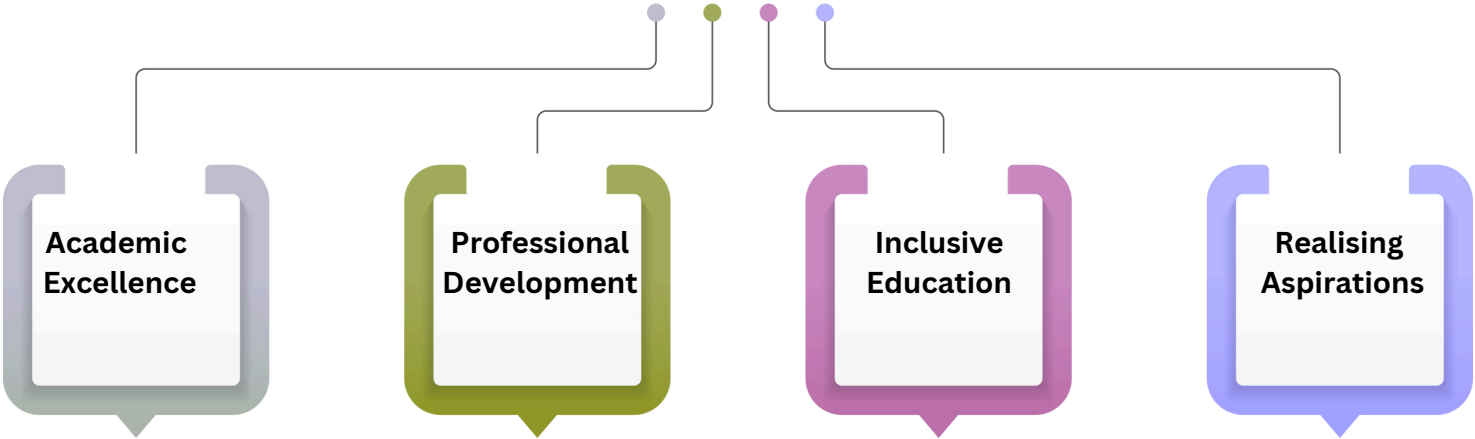 Academic
Excellence
Professional
Development
Inclusive
Education
Realising
Aspirations